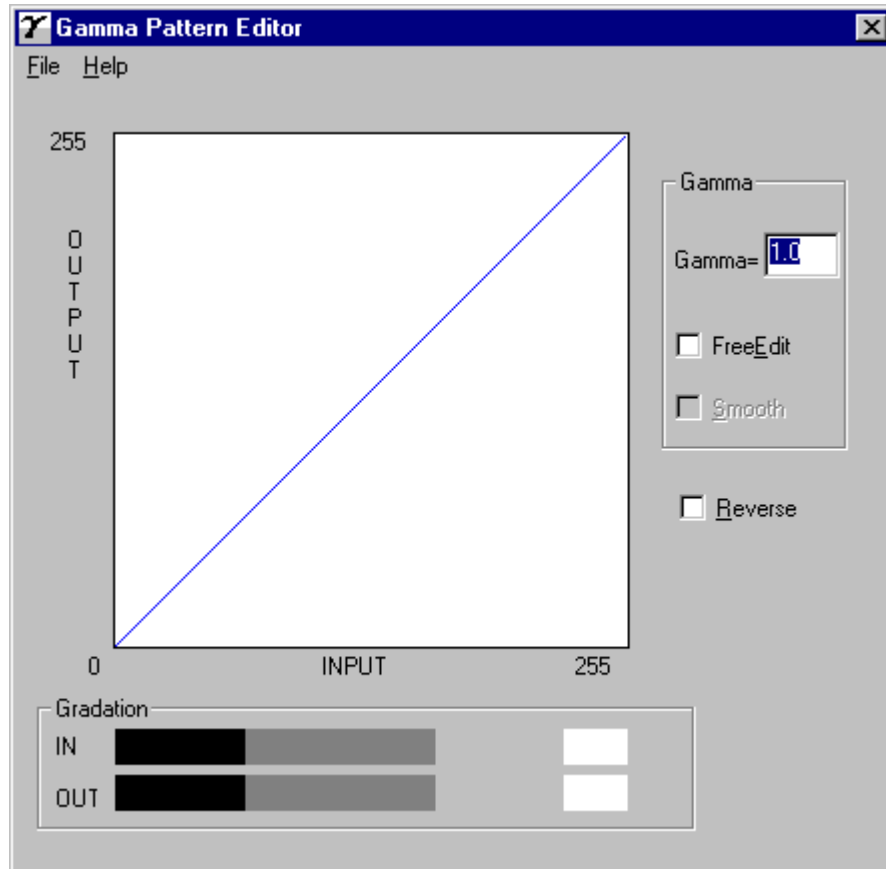 Gamma Pattern Editor
File Help
255
OUTPUT
Gamma
Gamma= 1.0
FreeEdit
Smooth
Reverse
0 INPUT 255
Gradation
IN
OUT